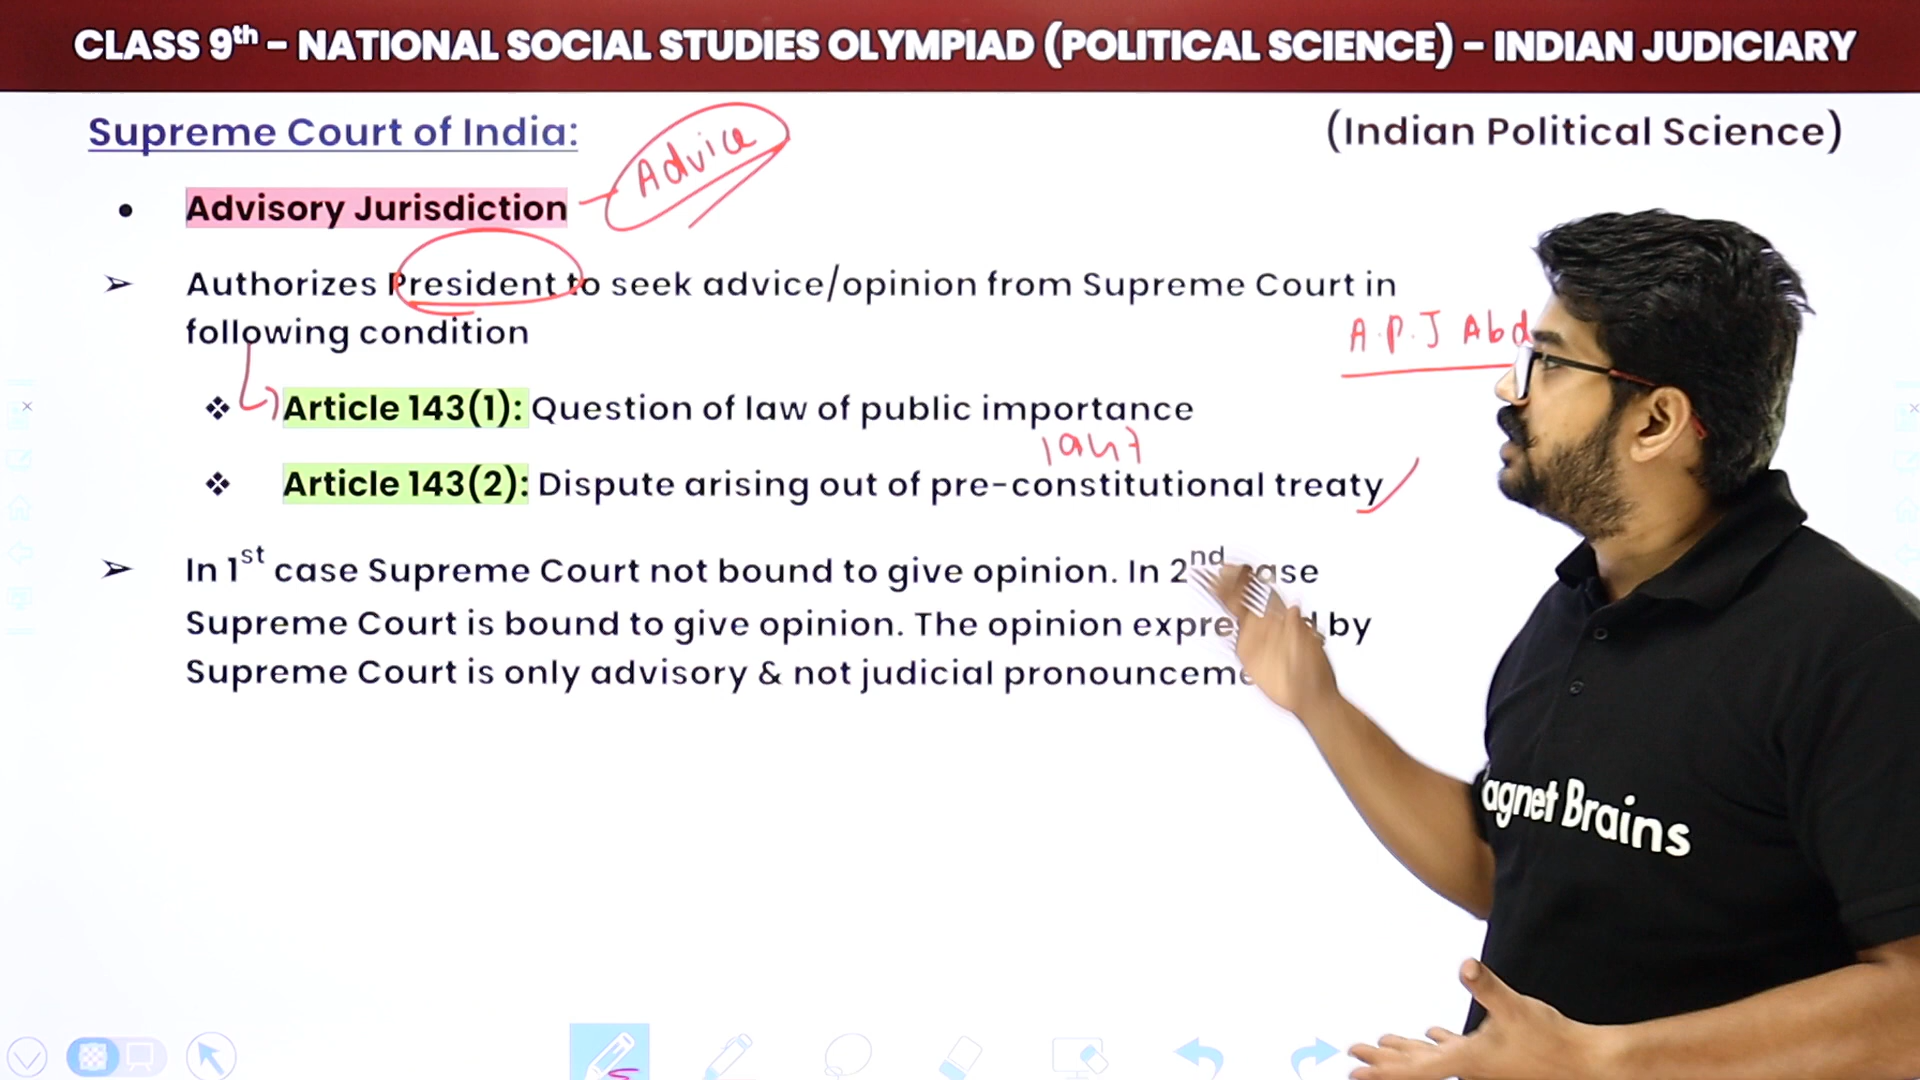 CLASS 9th – NATIONAL SOCIAL STUDIES OLYMPIAD (POLITICAL SCIENCE) – INDIAN JUDICIARY
Supreme Court of India:
Advice
(Indian Political Science)
• Advisory Jurisdiction
➢ Authorizes President to seek advice/opinion from Supreme Court in
following condition
A.P.J Abd
❖ Article 143(1): Question of law of public importance
❖ Article 143(2): Dispute arising out of pre-constitutional treaty
➢ In 1st case Supreme Court not bound to give opinion. In 2nd case
Supreme Court is bound to give opinion. The opinion expressed by
Supreme Court is only advisory & not judicial pronounceme
agnet Brains